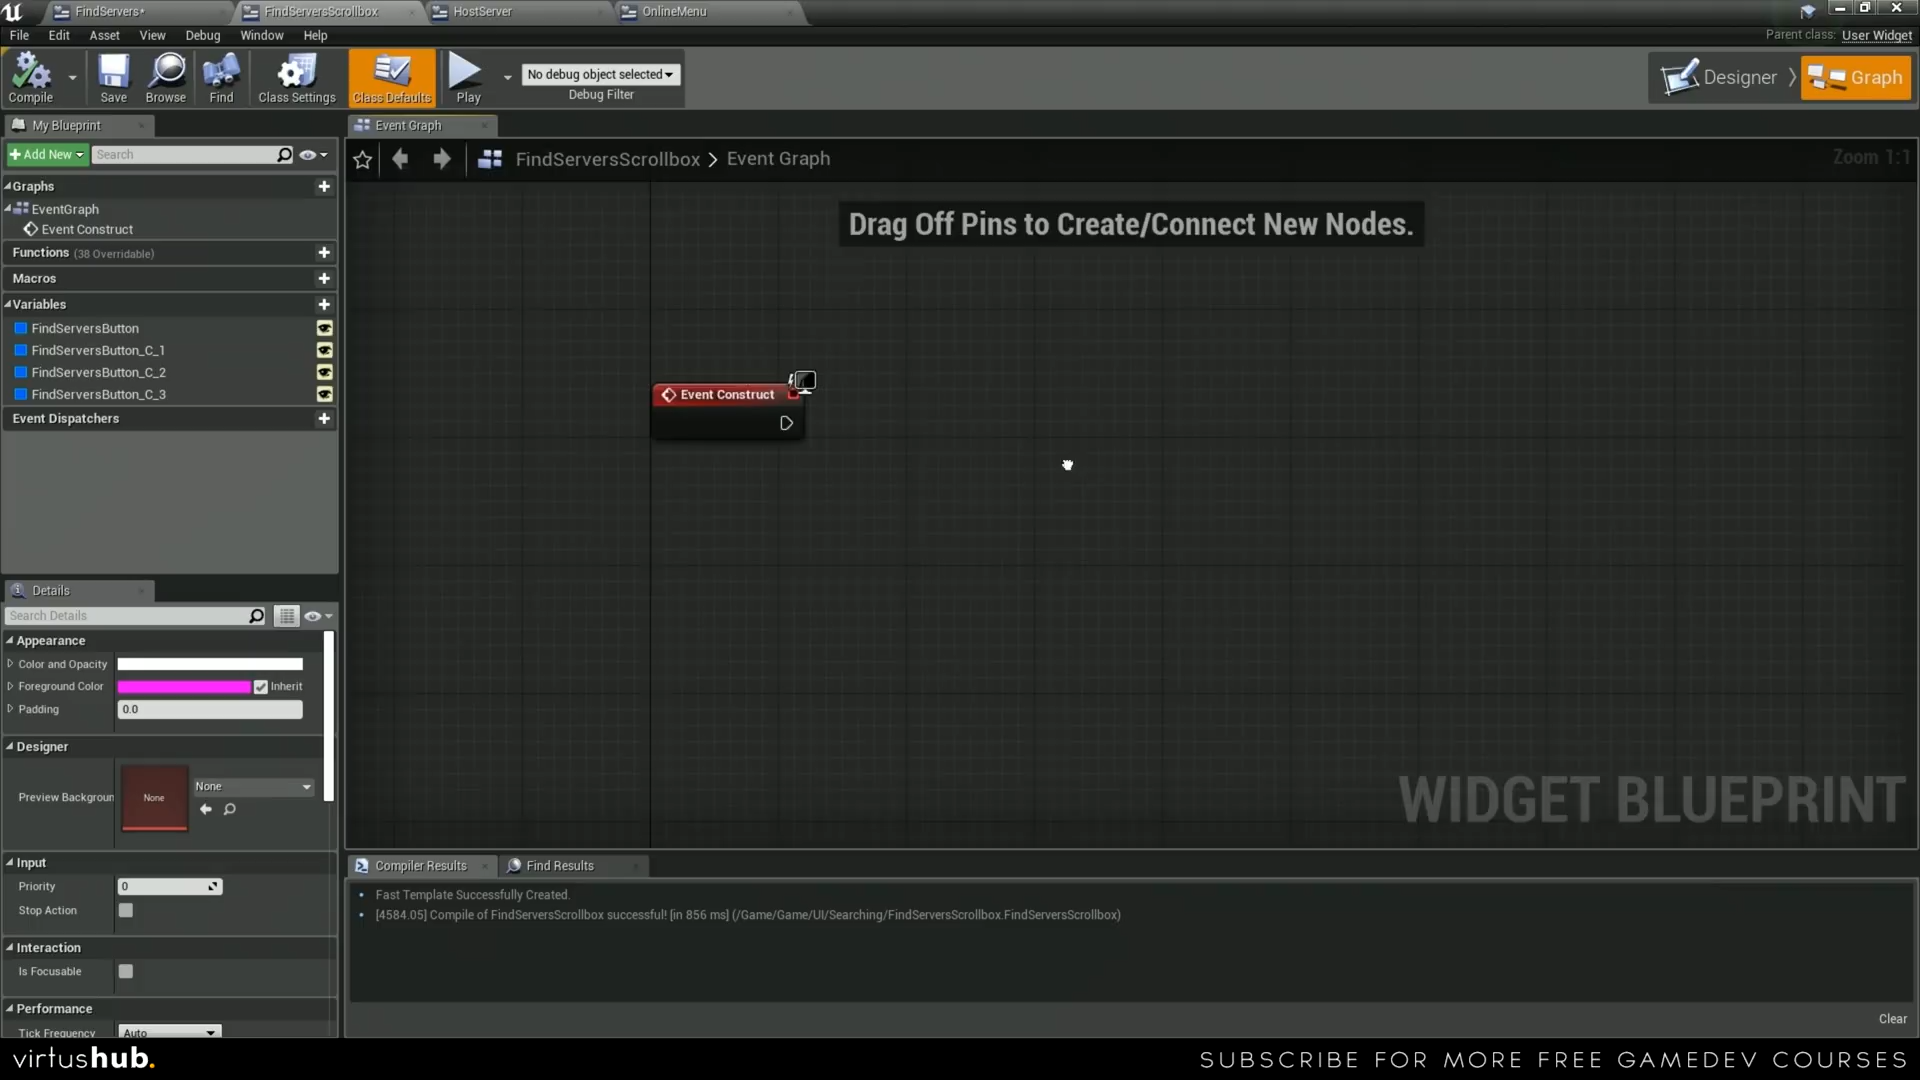 FindServers*
FindServersScrollbox
HostServer
OnlineMenu
File Edit Asset View Debug Window Help
Parent class: User Widget
Compile
Save
Browse
Find
Class Settings
Class Defaults
Play
No debug object selected
Debug Filter
Designer
Graph
My Blueprint
Event Graph
Add New
Search
FindServersScrollbox > Event Graph
Zoom 1:1
Graphs
EventGraph
Event Construct
Functions (38 Overridable)
Macros
Variables
FindServersButton
FindServersButton_C_1
FindServersButton_C_2
FindServersButton_C_3
Event Dispatchers
Drag Off Pins to Create/Connect New Nodes.
Event Construct
WIDGET BLUEPRINT
Details
Search Details
Appearance
Color and Opacity
Foreground Color
Inherit
Padding
0.0
Designer
Preview Backgroun
None
None
Input
Priority
0
Stop Action
Interaction
Is Focusable
Performance
Tick Frequency
Auto
Compiler Results
Find Results
Fast Template Successfully Created.
[4584.05] Compile of FindServersScrollbox successful! [in 856 ms] (/Game/Game/UI/Searching/FindServersScrollbox.FindServersScrollbox)
Clear
virtushub.
SUBSCRIBE FOR MORE FREE GAMEDEV COURSES